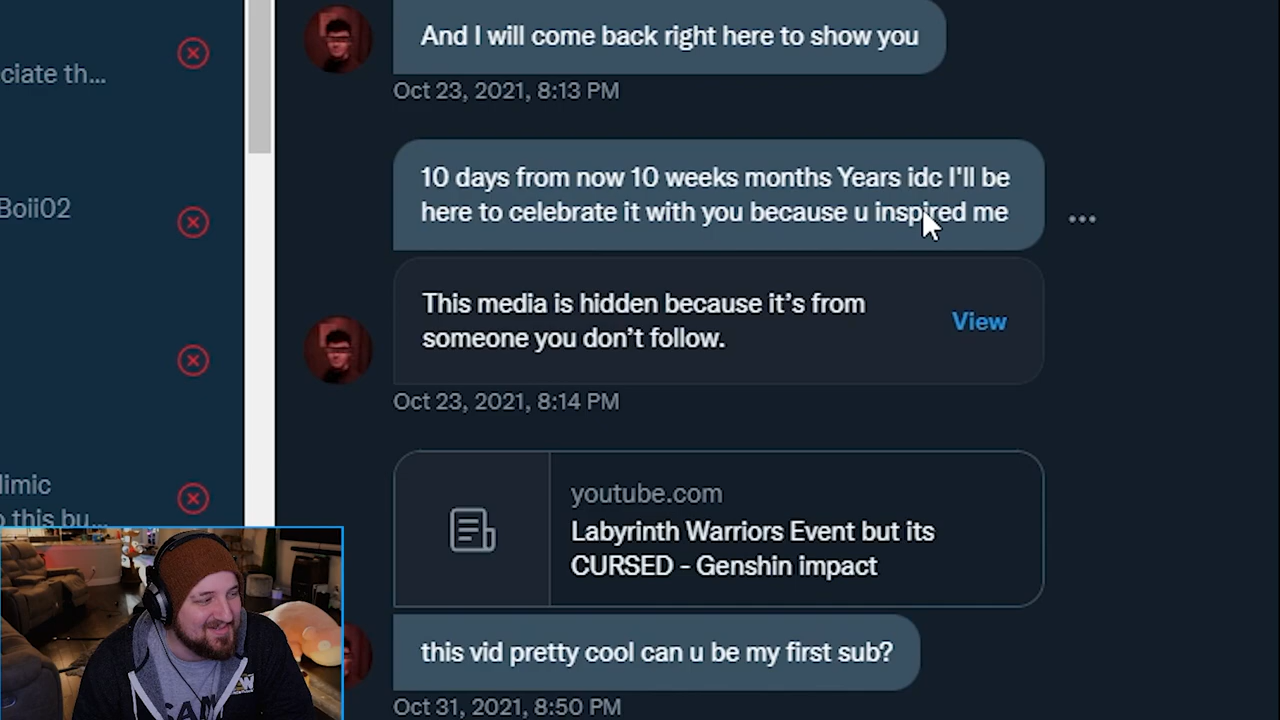 And I will come back right here to show you
ciate th...
Oct 23, 2021, 8:13 PM
10 days from now 10 weeks months Years idc I'll be
here to celebrate it with you because u inspired me
Boii02
This media is hidden because it's from
someone you don't follow.
View
Oct 23, 2021, 8:14 PM
youtube.com
Labyrinth Warriors Event but its
CURSED - Genshin impact
limic
this bu...
this vid pretty cool can u be my first sub?
Oct 31, 2021, 8:50 PM